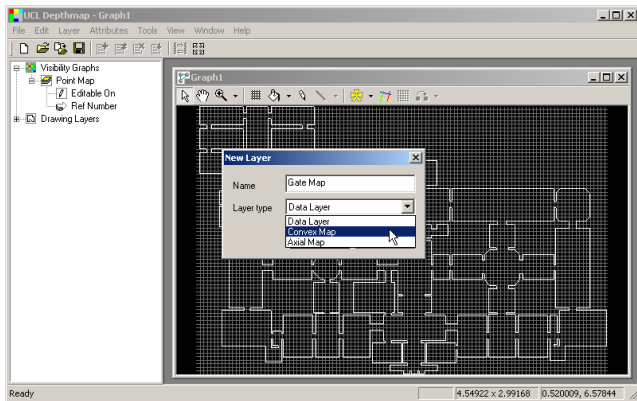 UCL Depthmap - Graph1
File Edit Layer Attributes Tools View Window Help
Visibility Graphs
Point Map
Editable On
Ref Number
Drawing Layers
Graph1
New Layer
Name Gate Map
Layer type Data Layer
Data Layer
Convex Map
Axial Map
Ready 4.54922 x 2.99168 0.520009, 6.57844